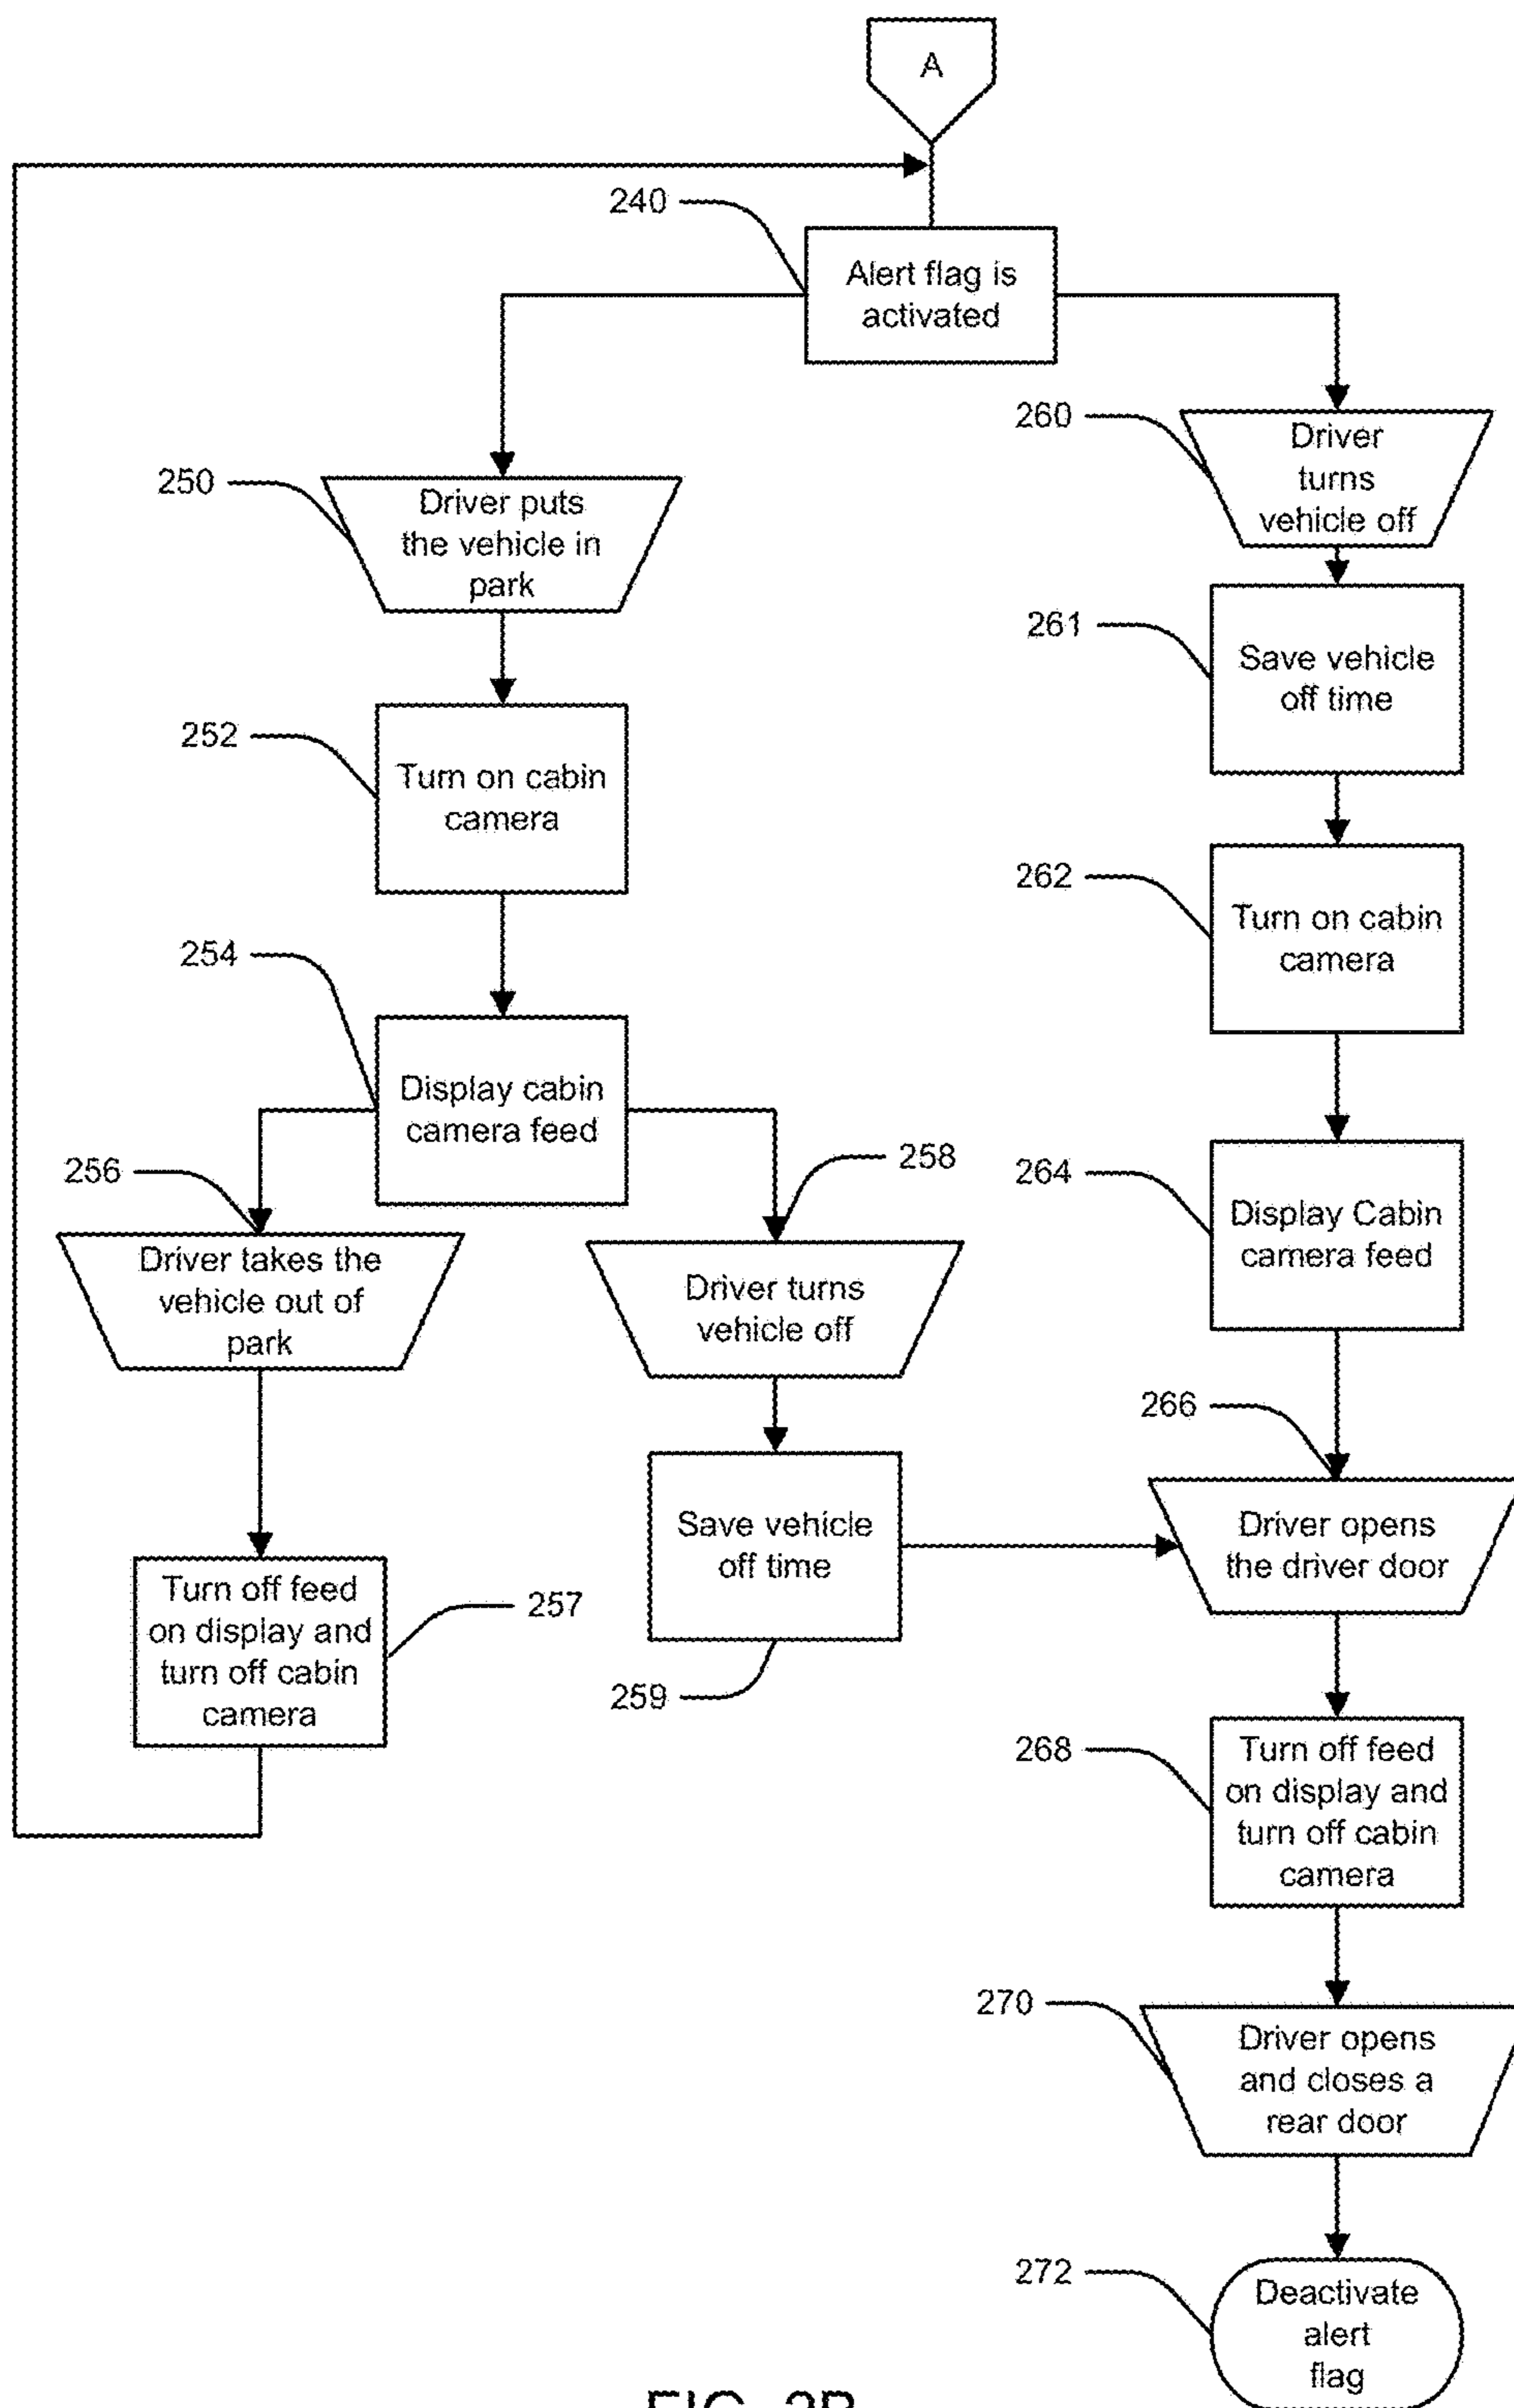 A
240
Alert flag is
activated
260
Driver
turns
vehicle off
250
Driver puts
the vehicle in
park
261
Save vehicle
off time
252
Turn on cabin
camera
262
Turn on cabin
camera
254
Display cabin
camera feed
256
258
264
Display Cabin
camera feed
Driver takes the
vehicle out of
park
Driver turns
vehicle off
266
Save vehicle
off time
Driver opens
the driver door
Turn off feed
on display and
turn off cabin
camera
257
259
268
Turn off feed
on display and
turn off cabin
camera
270
Driver opens
and closes a
rear door
272
Deactivate
alert
flag